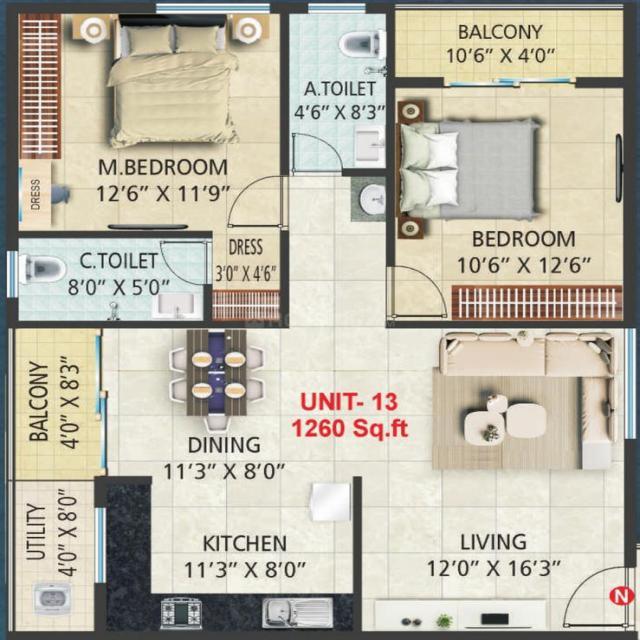 BALCONY
10'6" X 4'0"
A.TOILET
4'6" X 8'3"
M.BEDROOM
12'6" X 11'9"
DRESS
BEDROOM
10'6" X 12'6"
C.TOILET
8'0" X 5'0"
DRESS
3'0" X 4'6"
BALCONY
4'0" X 8'3"
UNIT- 13
1260 Sq.ft
DINING
11'3" X 8'0"
UTILITY
4'0" X 8'0"
KITCHEN
11'3" X 8'0"
LIVING
12'0" X 16'3"
N